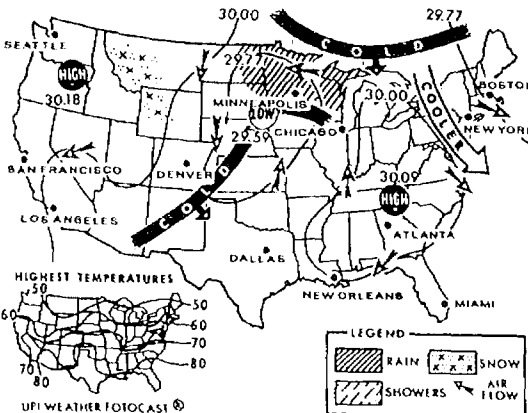 30.00
29.77
COLD
SEATTLE
HIGH
30.18
29.77
MINNEAPOLIS
LOW
29.59
CHICAGO
30.00
COOLER
BOSTON
NEW YORK
SAN FRANCISCO
DENVER
COLD
30.09
HIGH
LOS ANGELES
ATLANTA
DALLAS
NEW ORLEANS
MIAMI
HIGHEST TEMPERATURES
50
60
70
80
50
60
70
80
LEGEND
RAIN
SNOW
SHOWERS
AIR FLOW
UPI WEATHER FOTOCAST ®